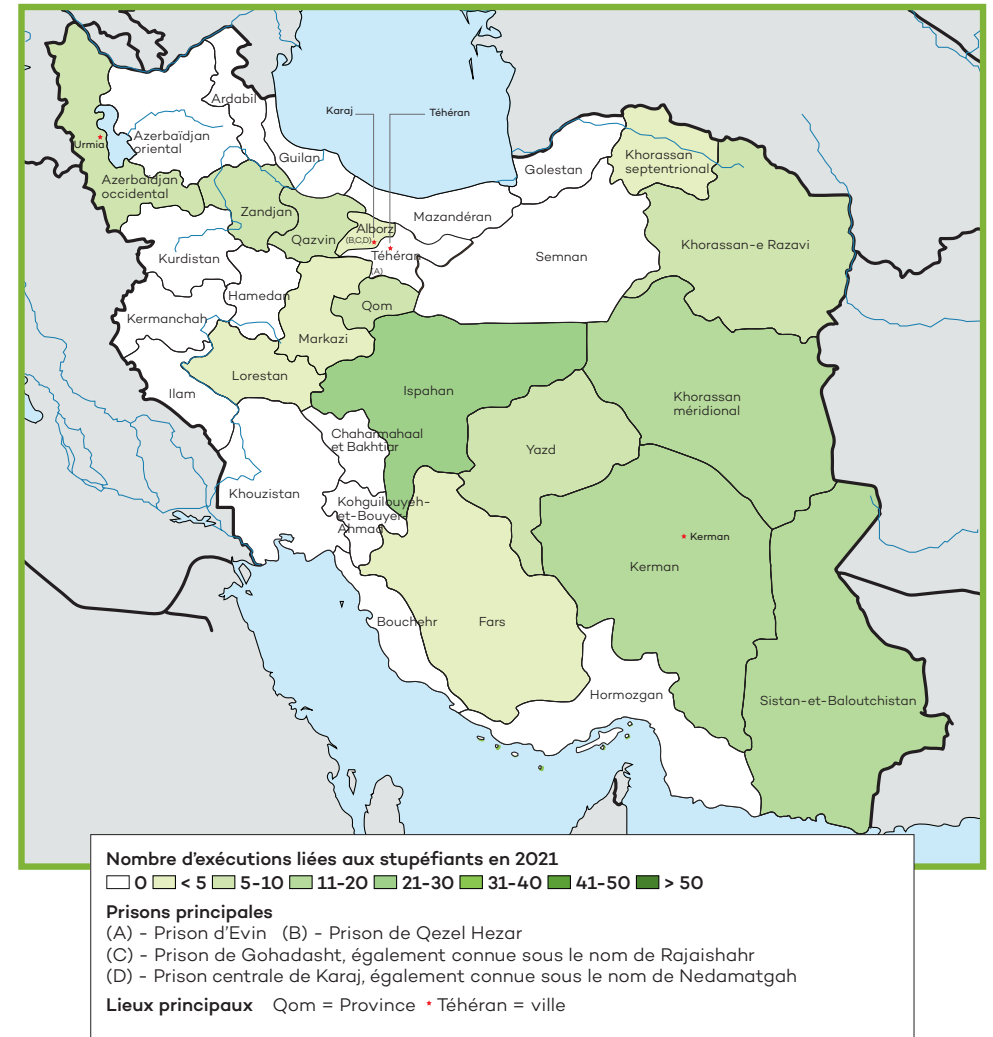 Karaj
Téhéran
Ardabil
Azerbaïdjan
oriental
Urmia
Guilan
Golestan
Khorassan
septentrional
Azerbaïdjan
occidental
Zandjan
Mazandéran
Alborz
(B,C,D)
Qazvin
Téhéran
(A)
Khorassan-e Razavi
Kurdistan
Semnan
Hamedan
Qom
Kermanchah
Markazi
Lorestan
Ilam
Ispahan
Khorassan
méridional
Chaharmahaal
et Bakhtiar
Yazd
Khouzistan
Kohguilouyeh-
et-Bouyer-
Ahmad
Kerman
Kerman
Bouchehr
Fars
Hormozgan
Sistan-et-Baloutchistan
Nombre d'exécutions liées aux stupéfiants en 2021
0 < 5 5-10 11-20 21-30 31-40 41-50 > 50
Prisons principales
(A) - Prison d'Evin (B) - Prison de Qezel Hezar
(C) - Prison de Gohadasht, également connue sous le nom de Rajaishahr
(D) - Prison centrale de Karaj, également connue sous le nom de Nedamatgah
Lieux principaux Qom = Province * Téhéran = ville